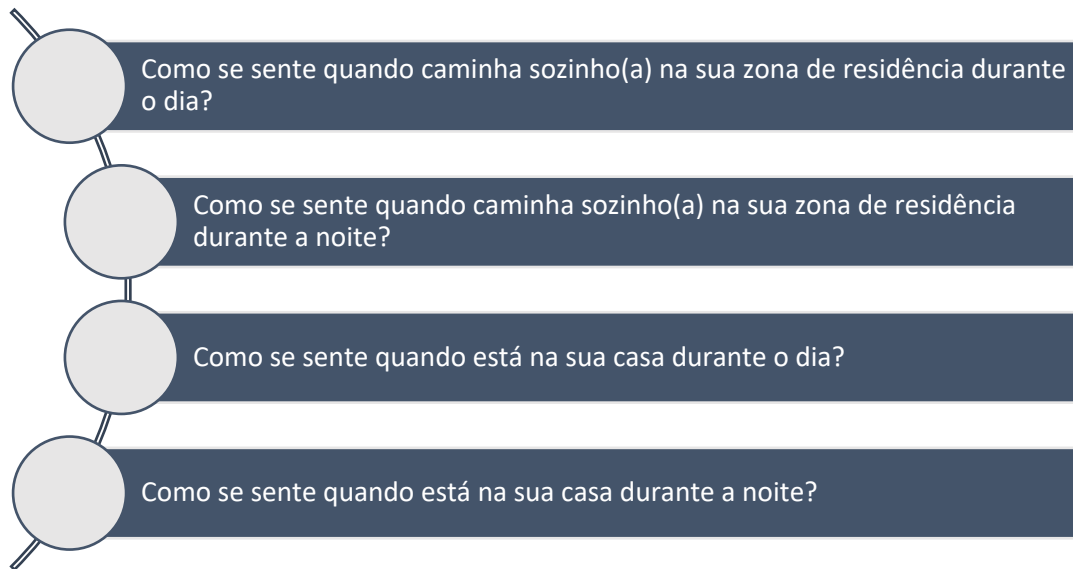 Como se sente quando caminha sozinho(a) na sua zona de residência durante
o dia?
Como se sente quando caminha sozinho(a) na sua zona de residência
durante a noite?
Como se sente quando está na sua casa durante o dia?
Como se sente quando está na sua casa durante a noite?